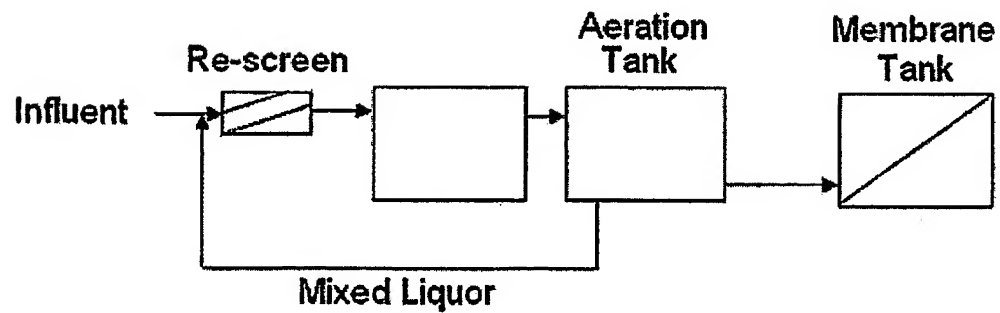 Aeration
Tank
Membrane
Tank
Re-screen
Influent
Mixed Liquor